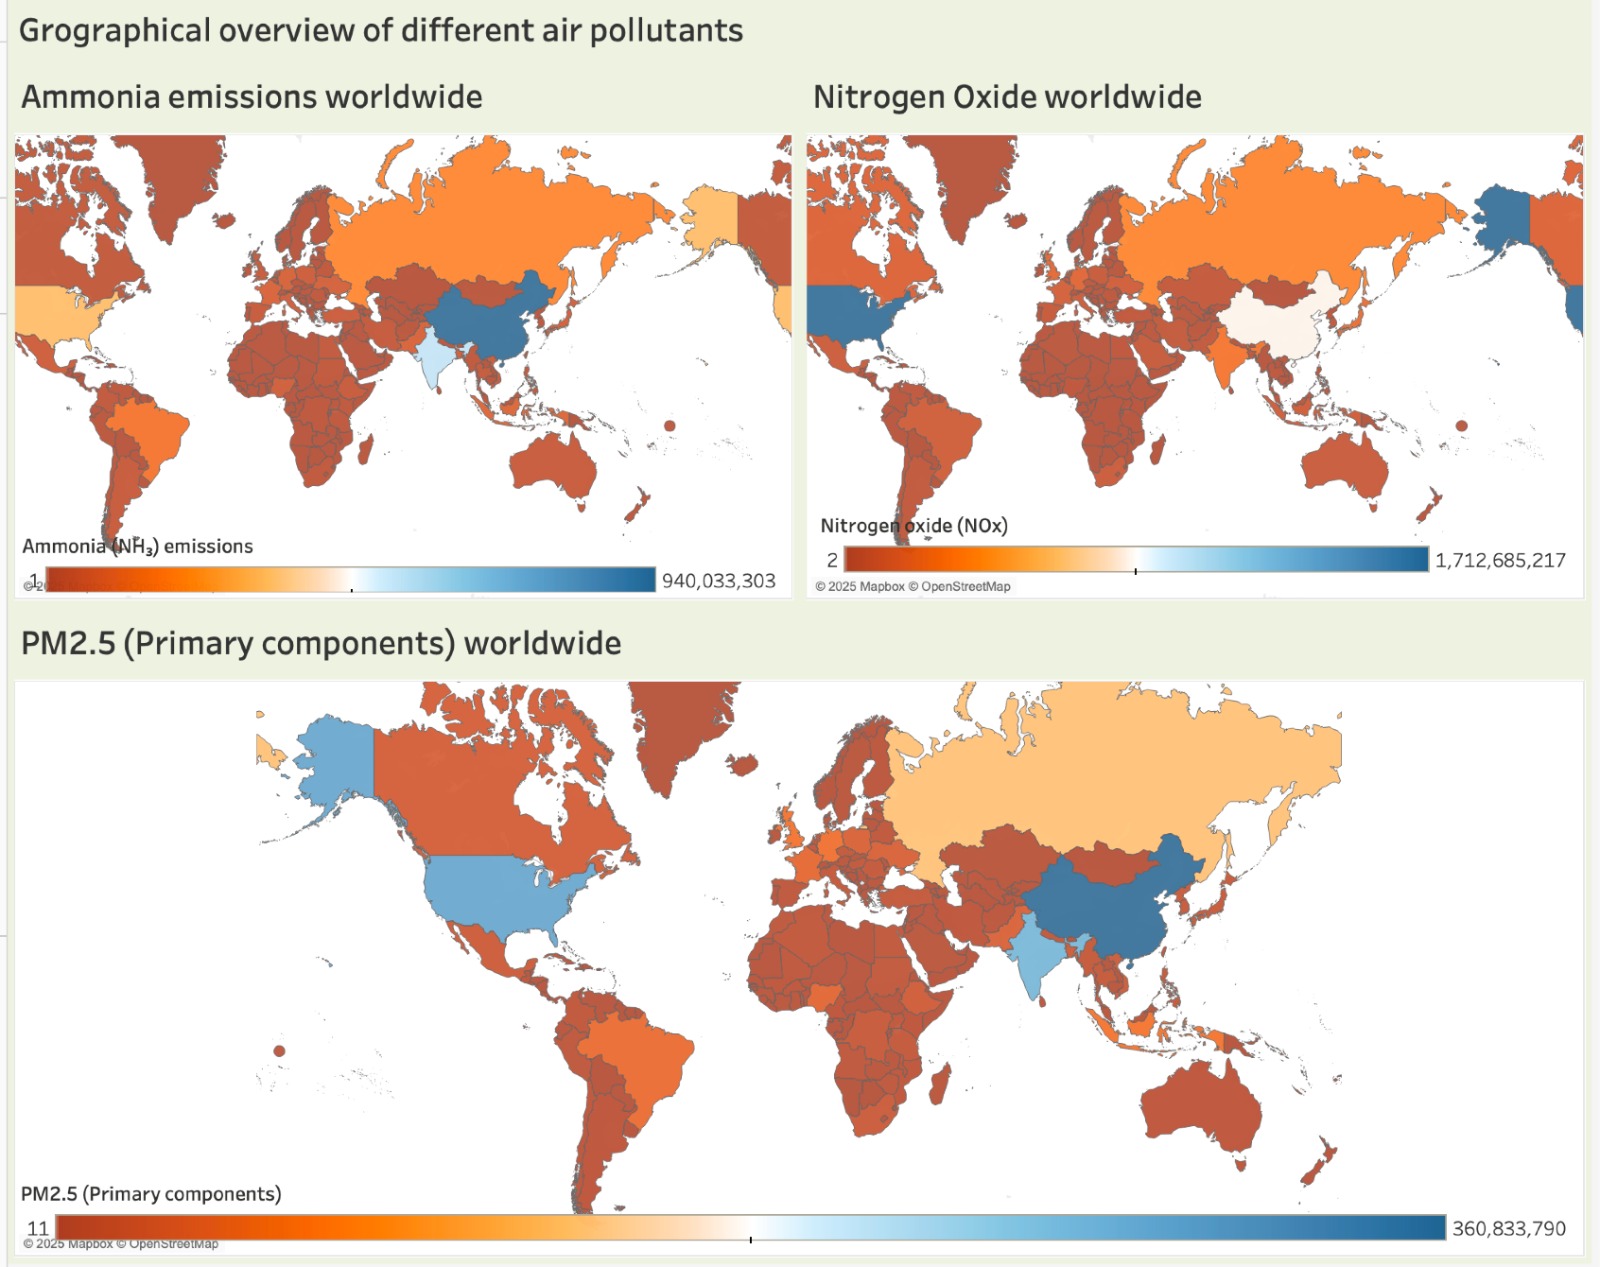 Grographical overview of different air pollutants
Ammonia emissions worldwide
Nitrogen Oxide worldwide
Ammonia (NH₃) emissions
1
940,033,303
Nitrogen oxide (NOx)
2
1,712,685,217
© 2025 Mapbox © OpenStreetMap
PM2.5 (Primary components) worldwide
PM2.5 (Primary components)
11
360,833,790
© 2025 Mapbox © OpenStreetMap